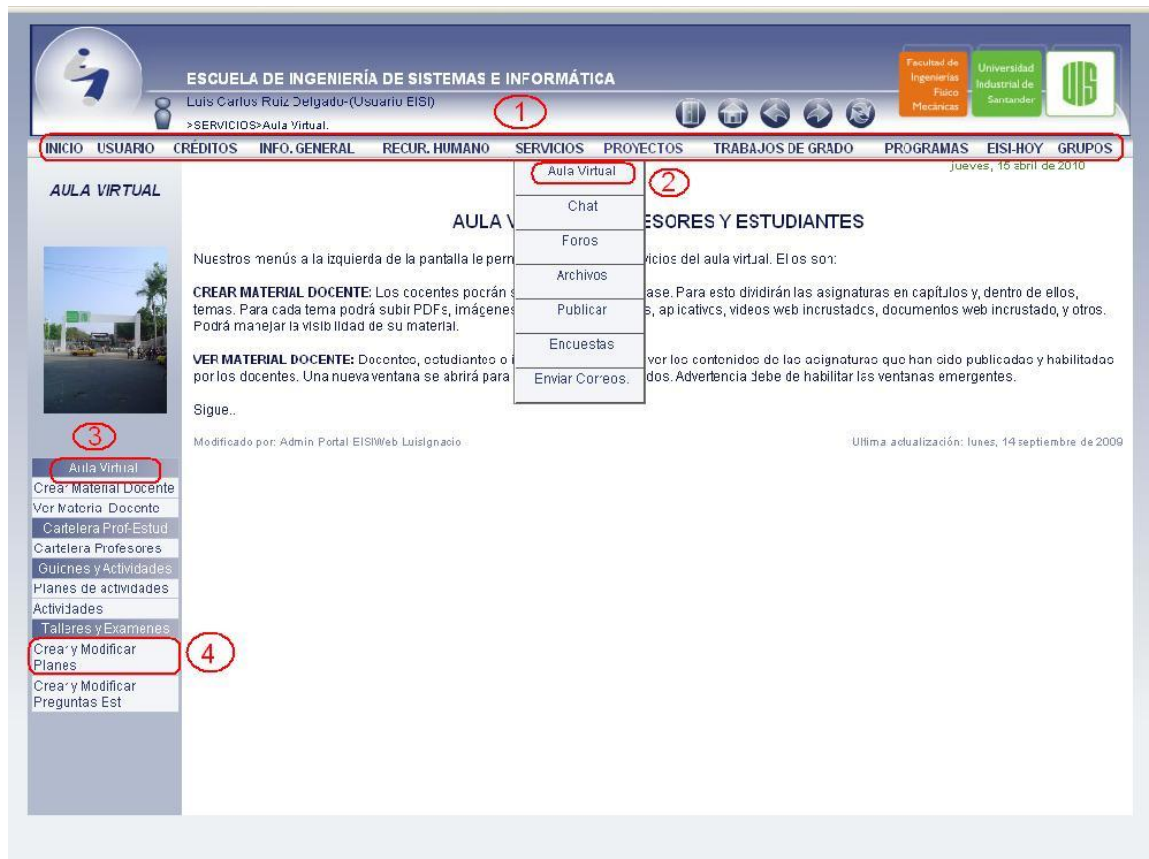 ESCUELA DE INGENIERÍA DE SISTEMAS E INFORMÁTICA
Luis Carlos Ruiz Delgado-(Usuario EISI)
>SERVICIOS>Aula Virtual.
Facultad de
Ingenierías
Físico
Mecánicas
Universidad
Industrial de
Santander
UIS
1
INICIO USUARIO CRÉDITOS INFO. GENERAL RECUR. HUMANO SERVICIOS PROYECTOS TRABAJOS DE GRADO PROGRAMAS EISI-HOY GRUPOS
jueves, 15 abril de 2010
AULA VIRTUAL
Aula Virtual
2
Chat
Foros
Archivos
Publicar
Encuestas
Enviar Correos.
AULA V ESORES Y ESTUDIANTES
Nuestros menús a la izquierda de la pantalla le pern vicios del aula virtual. Ellos son:
CREAR MATERIAL DOCENTE: Los docentes podrán s ase. Para esto dividirán las asignaturas en capítulos y, dentro de ellos,
temas. Para cada tema podrá subir PDFs, imágenes s, aplicativos, videos web incrustados, documentos web incrustado, y otros.
Podrá manejar la visibilidad de su material.
VER MATERIAL DOCENTE: Docentes, estudiantes o i ver los contenidos de las asignaturas que han sido publicadas y habilitadas
por los docentes. Una nueva ventana se abrirá para dos. Advertencia debe de habilitar las ventanas emergentes.
Sigue..
Modificado por: Admin Portal EISIWeb LuisIgnacio Ultima actualización: lunes, 14 septiembre de 2009
3
Aula Virtual
Crear Material Docente
Ver Material Docente
Cartelera Prof-Estud
Cartelera Profesores
Guiones y Actividades
Planes de actividades
Actividades
Talleres y Examenes
Crear y Modificar
Planes
4
Crear y Modificar
Preguntas Est